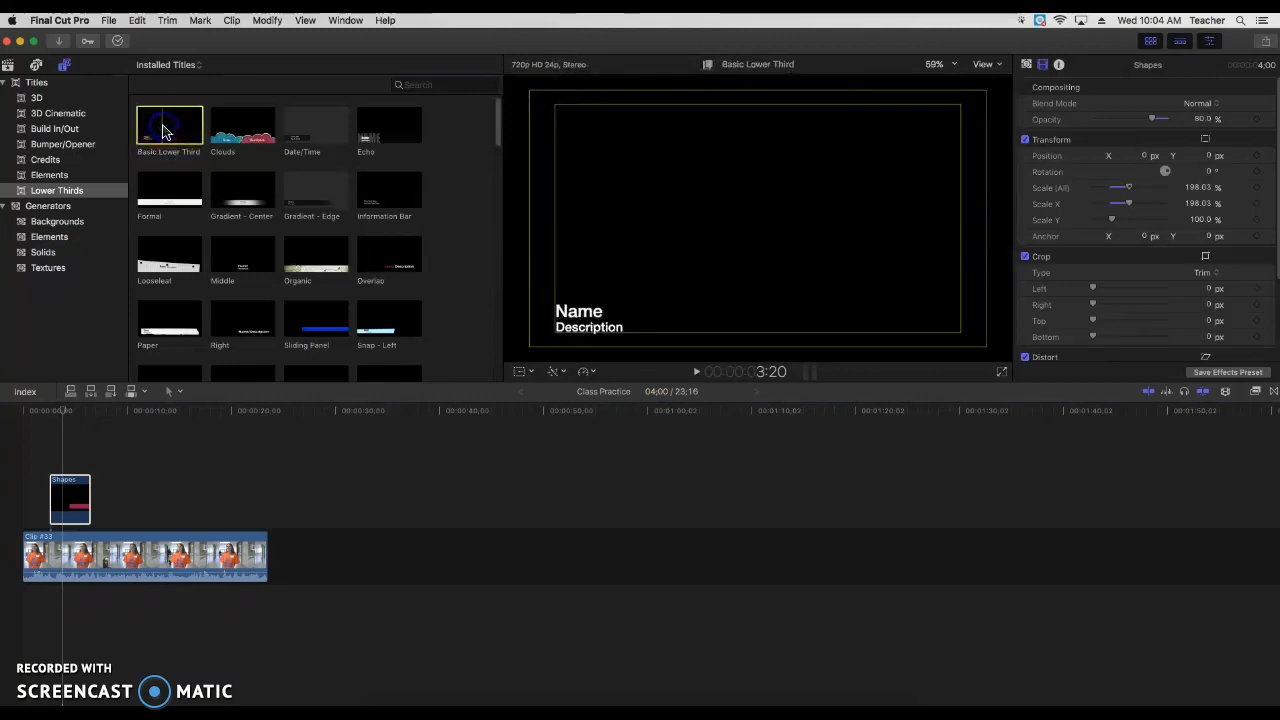 Final Cut Pro File Edit Trim Mark Clip Modify View Window Help Wed 10:04 AM Teacher
Installed Titles
Search
720p HD 24p, Stereo Basic Lower Third 59% View
Shapes 4;00
Titles
3D
3D Cinematic
Build In/Out
Bumper/Opener
Credits
Elements
Lower Thirds
Generators
Backgrounds
Elements
Solids
Textures
Basic Lower Third Clouds Date/Time Echo
Formal Gradient - Center Gradient - Edge Information Bar
Looseleaf Middle Organic Overlap
Paper Right Sliding Panel Snap - Left
Name
Description
Compositing
Blend Mode Normal
Opacity 80.0 %
Transform
Position X 0 px Y 0 px
Rotation 0 °
Scale (All) 198.03 %
Scale X 198.03 %
Scale Y 100.0 %
Anchor X 0 px Y 0 px
Crop
Type Trim
Left 0 px
Right 0 px
Top 0 px
Bottom 0 px
Distort
Save Effects Preset
00:00:00:03:20
Index Class Practice 04;00 / 23;16
00:00:00;00 00:00:10;00 00:00:20;00 00:00:30;00 00:00:40;00 00:00:50;00 00:01:00;02 00:01:10;02 00:01:20;02 00:01:30;02 00:01:40;02 00:01:50;02
Shapes
Clip #33
RECORDED WITH
SCREENCAST MATIC